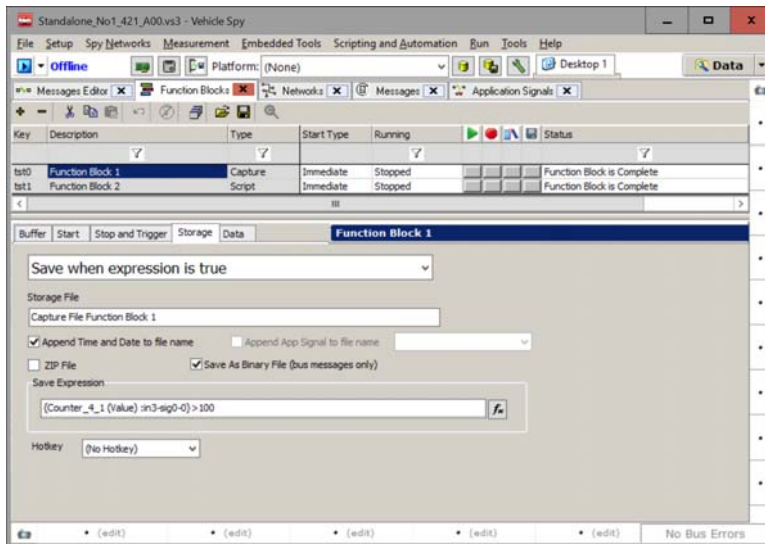 Standalone_No1_421_A00.vs3 - Vehicle Spy
File Setup Spy Networks Measurement Embedded Tools Scripting and Automation Run Tools Help
Offline Platform: (None) Desktop 1 Data
Messages Editor X Function Blocks X Networks X Messages X Application Signals X
Key Description Type Start Type Running Status
tst0 Function Block 1 Capture Immediate Stopped Function Block is Complete
tst1 Function Block 2 Script Immediate Stopped Function Block is Complete
Buffer Start Stop and Trigger Storage Data Function Block 1
Save when expression is true
Storage File
Capture File Function Block 1
Append Time and Date to file name Append App Signal to file name
ZIP File Save As Binary File (bus messages only)
Save Expression
{Counter_4_1 (Value) :in3-sig0-0}>100
Hotkey (No Hotkey)
(edit) (edit) (edit) (edit) (edit) No Bus Errors